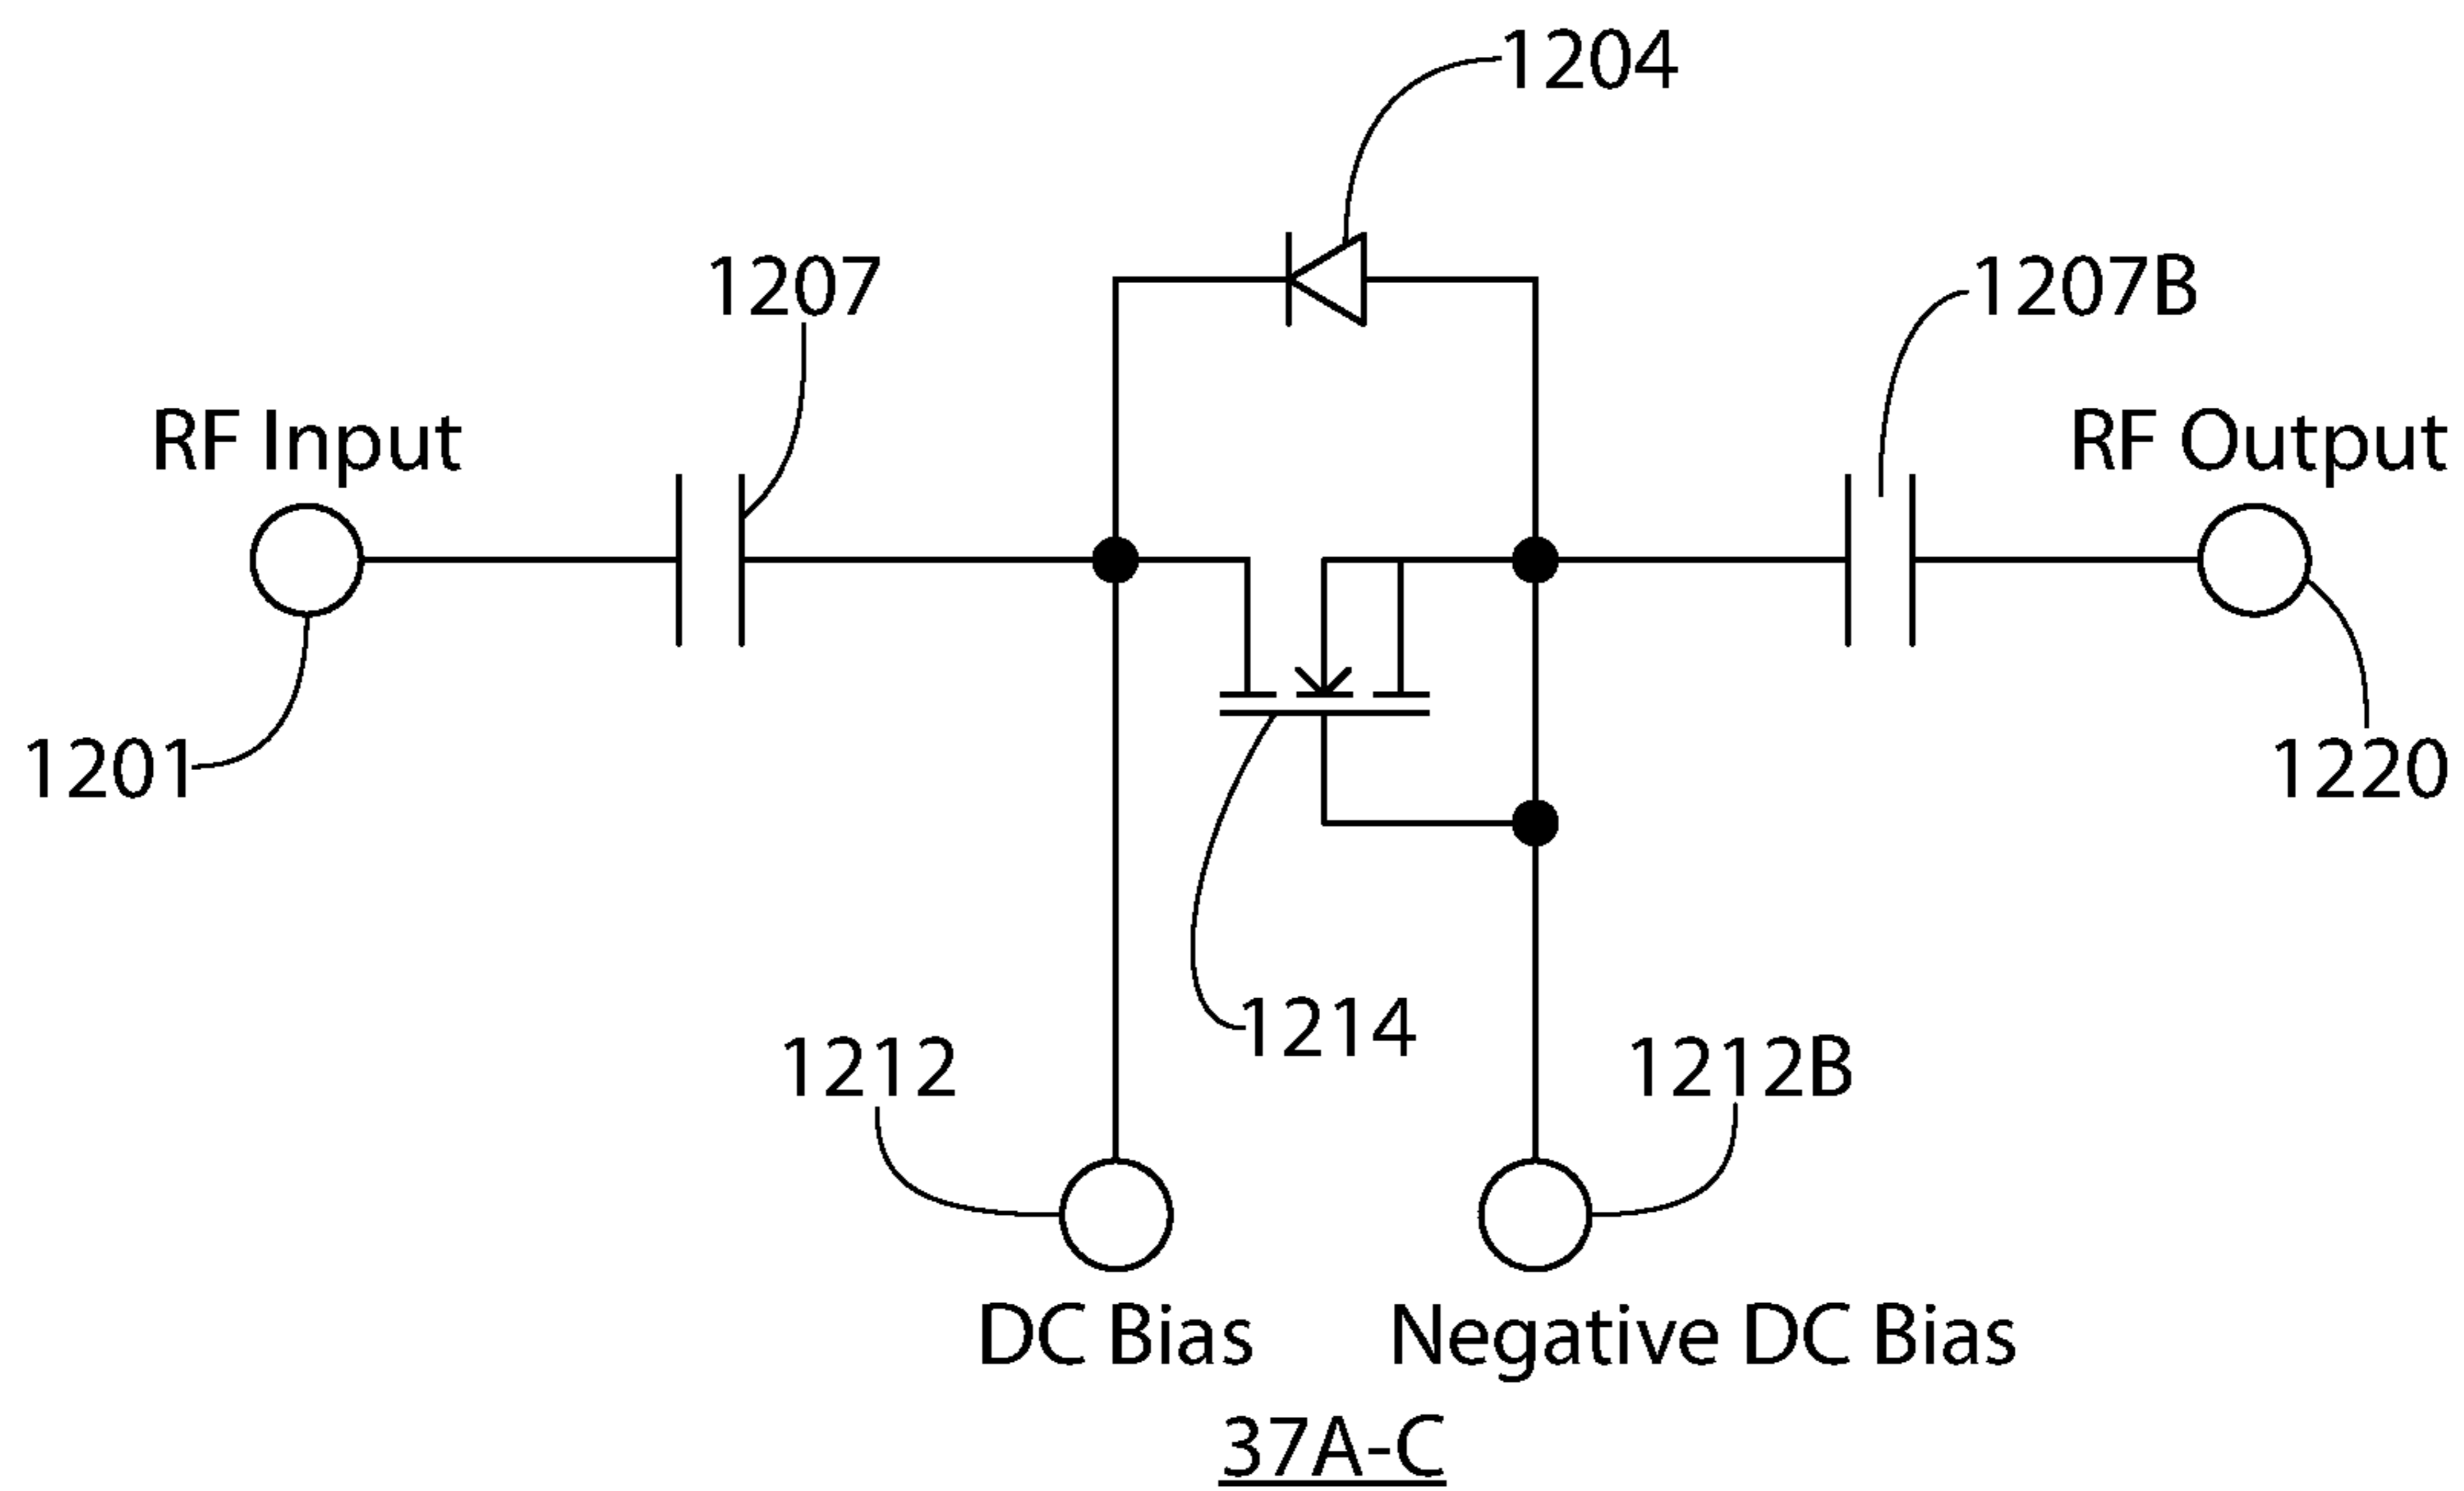 1204
1207
1207B
RF Input
RF Output
1201
1220
1214
1212
1212B
DC Bias
Negative DC Bias
37A-C